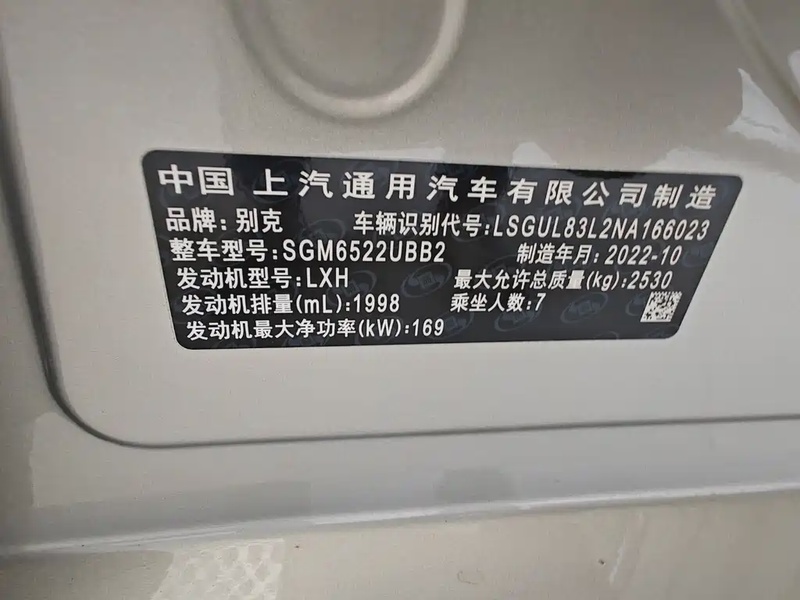 中国 上汽通用汽车有限公司制造
品牌:别克 车辆识别代号:LSGUL83L2NA166023
整车型号:SGM6522UBB2 制造年月:2022-10
发动机型号:LXH 最大允许总质量(kg):2530
发动机排量(mL):1998 乘坐人数:7
发动机最大净功率(kW):169